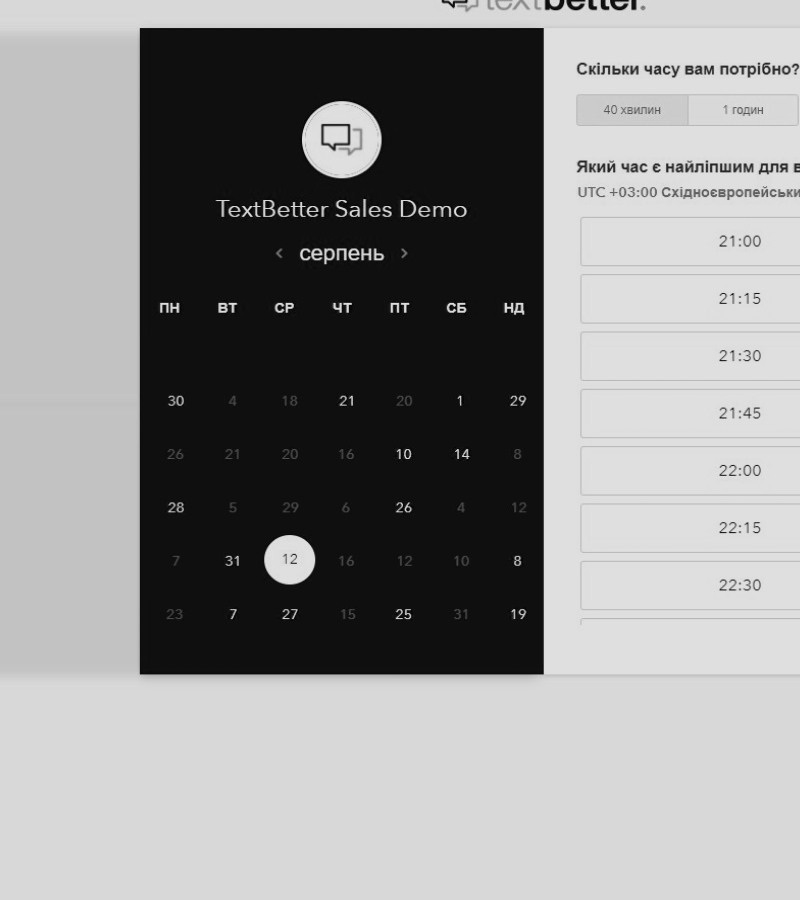 textbetter.
TextBetter Sales Demo
‹ серпень ›
ПН ВТ СР ЧТ ПТ СБ НД
30 4 18 21 20 1 29
26 21 20 16 10 14 8
28 5 29 6 26 4 12
7 31 12 16 12 10 8
23 7 27 15 25 31 19
Скільки часу вам потрібно?
40 хвилин 1 годин
Який час є найліпшим для в
UTC +03:00 Східноєвропейськи
21:00
21:15
21:30
21:45
22:00
22:15
22:30